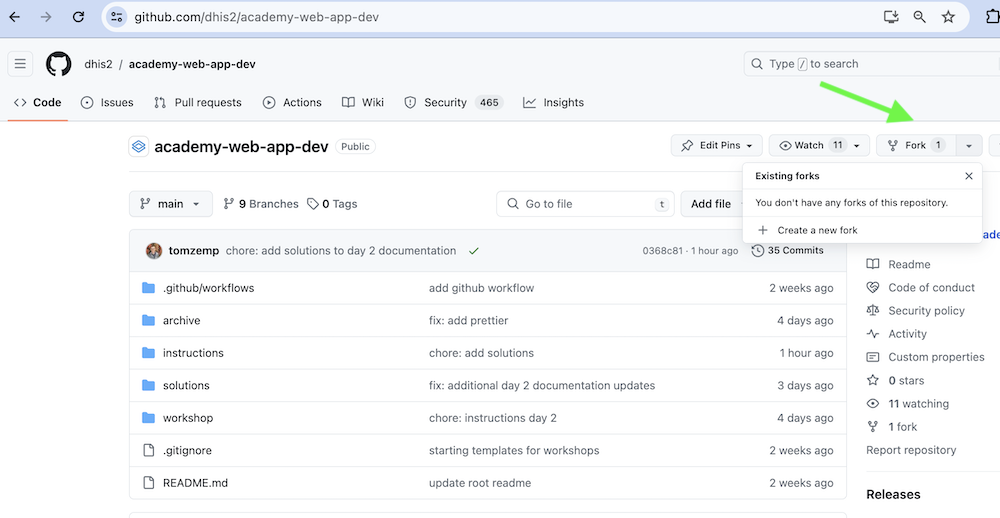 github.com/dhis2/academy-web-app-dev
dhis2 / academy-web-app-dev
Type / to search
Code Issues Pull requests Actions Wiki Security 465 Insights
academy-web-app-dev Public
Edit Pins Watch 11 Fork 1
Existing forks
You don't have any forks of this repository.
Create a new fork
main 9 Branches 0 Tags Go to file t Add file
tomzemp chore: add solutions to day 2 documentation 0368c81 · 1 hour ago 35 Commits
.github/workflows add github workflow 2 weeks ago
archive fix: add prettier 4 days ago
instructions chore: add solutions 1 hour ago
solutions fix: additional day 2 documentation updates 3 days ago
workshop chore: instructions day 2 4 days ago
.gitignore starting templates for workshops 2 weeks ago
README.md update root readme 2 weeks ago
Readme
Code of conduct
Security policy
Activity
Custom properties
0 stars
11 watching
1 fork
Report repository
Releases